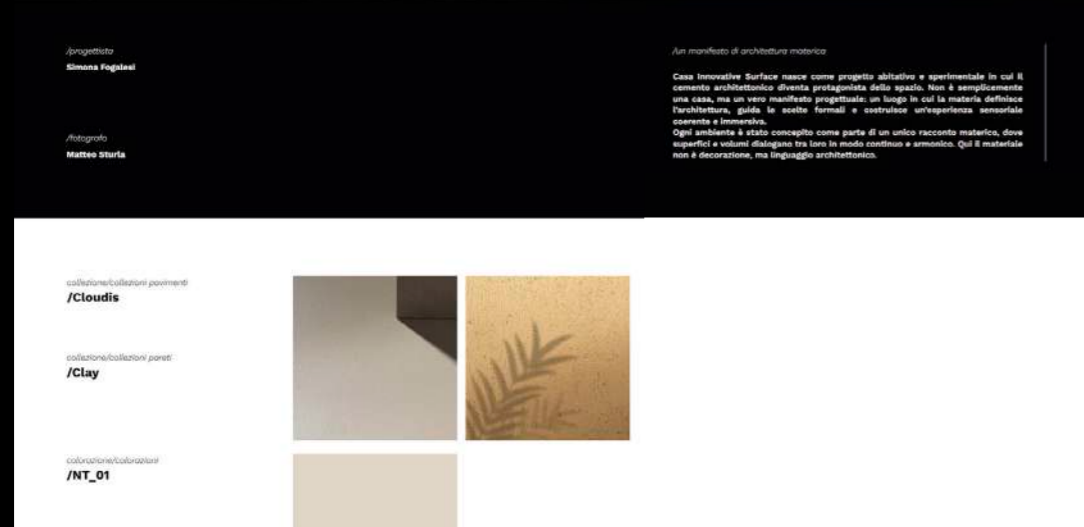 /progettista
Simona Fogalesi
/fotografo
Matteo Sturla
/un manifesto di architettura materica
Casa Innovative Surface nasce come progetto abitativo e sperimentale in cui il
cemento architettonico diventa protagonista dello spazio. Non è semplicemente
una casa, ma un vero manifesto progettuale: un luogo in cui la materia definisce
l'architettura, guida le scelte formali e costruisce un'esperienza sensoriale
coerente e immersiva.
Ogni ambiente è stato concepito come parte di un unico racconto materico, dove
superfici e volumi dialogano tra loro in modo continuo e armonico. Qui il materiale
non è decorazione, ma linguaggio architettonico.
collezione/collezioni pavimenti
/Cloudis
collezione/collezioni pareti
/Clay
colorazione/colorazioni
/NT_01